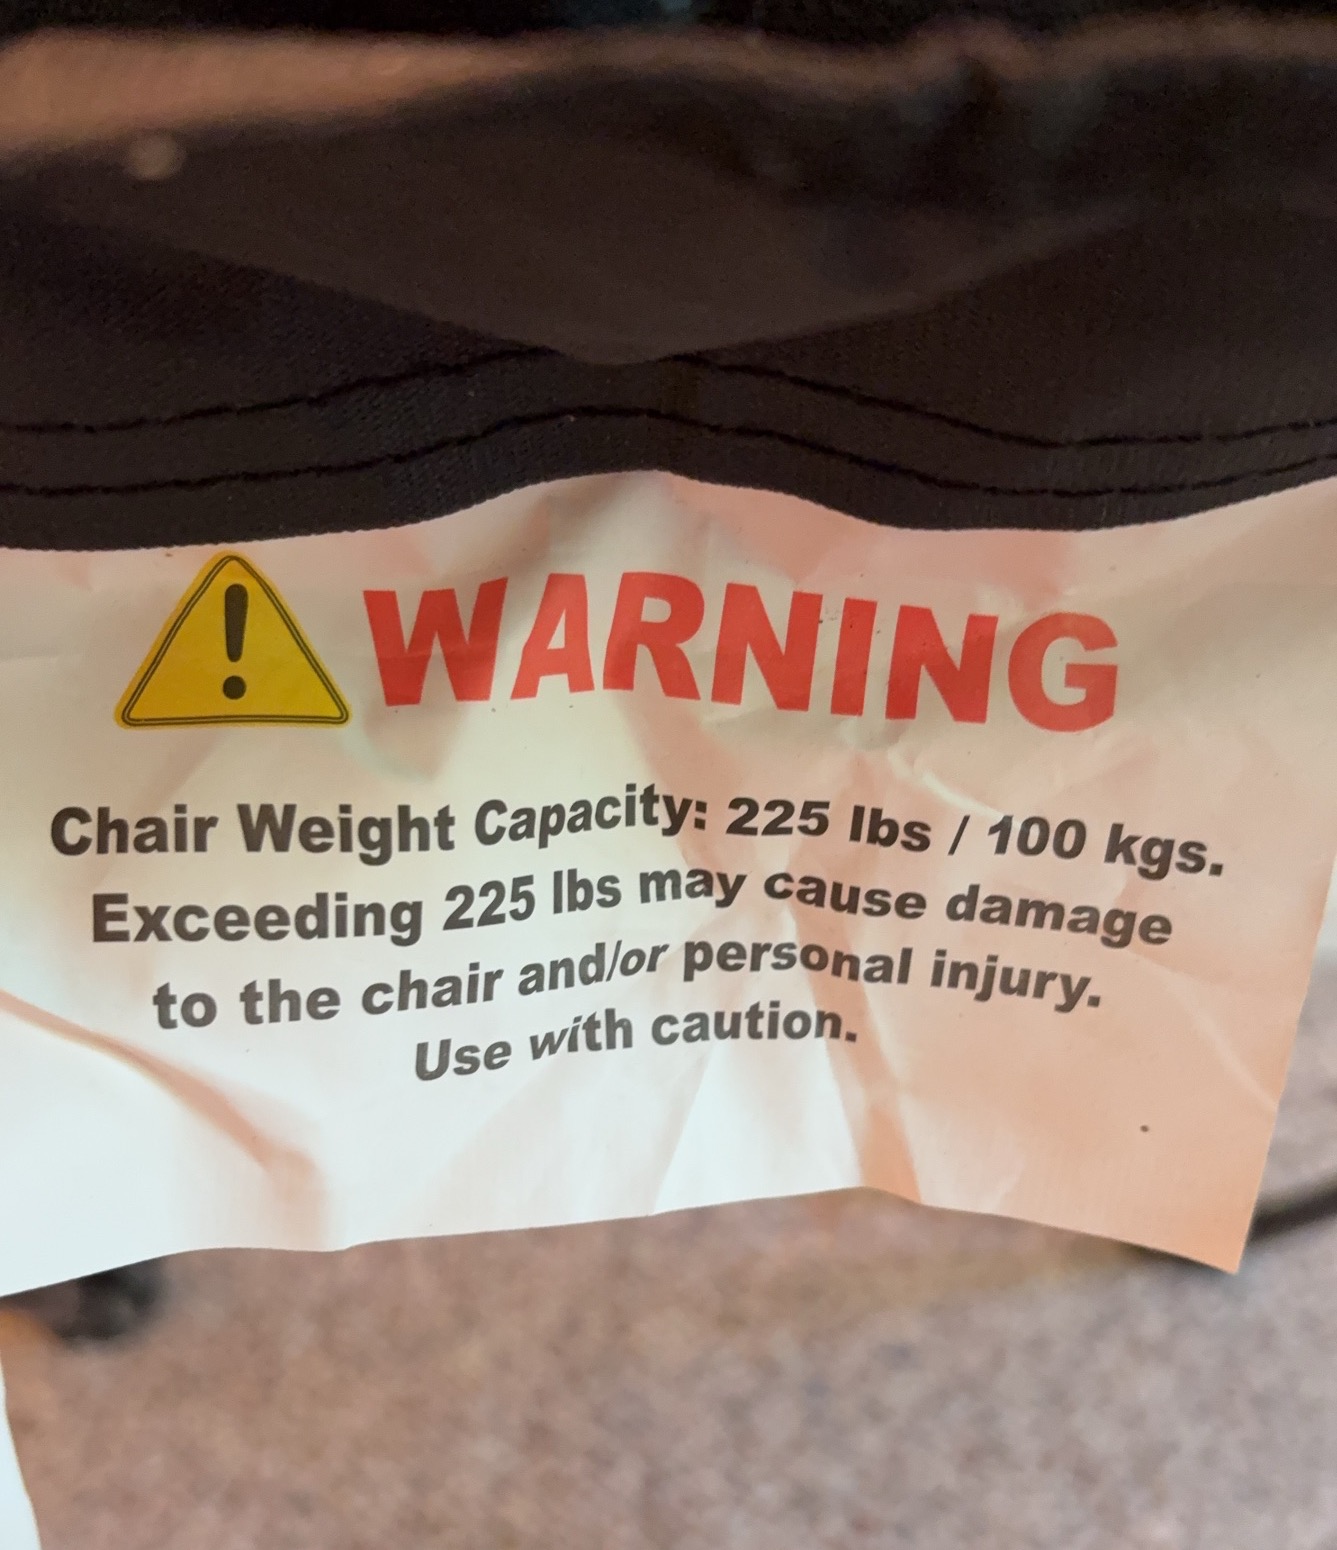 WARNING
Chair Weight Capacity: 225 lbs / 100 kgs.
Exceeding 225 lbs may cause damage
to the chair and/or personal injury.
Use with caution.